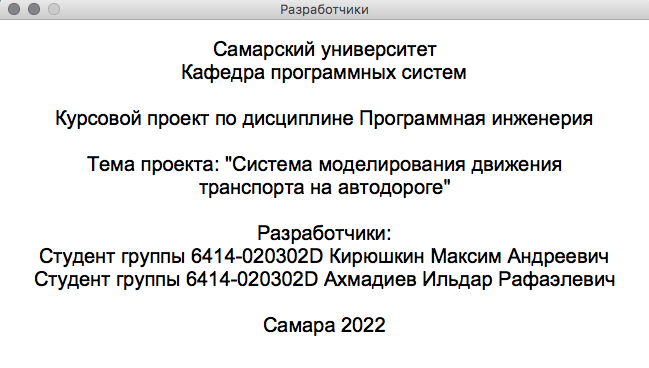 Разработчики
Самарский университет
Кафедра программных систем
Курсовой проект по дисциплине Программная инженерия
Тема проекта: "Система моделирования движения
транспорта на автодороге"
Разработчики:
Студент группы 6414-020302D Кирюшкин Максим Андреевич
Студент группы 6414-020302D Ахмадиев Ильдар Рафаэлевич
Самара 2022